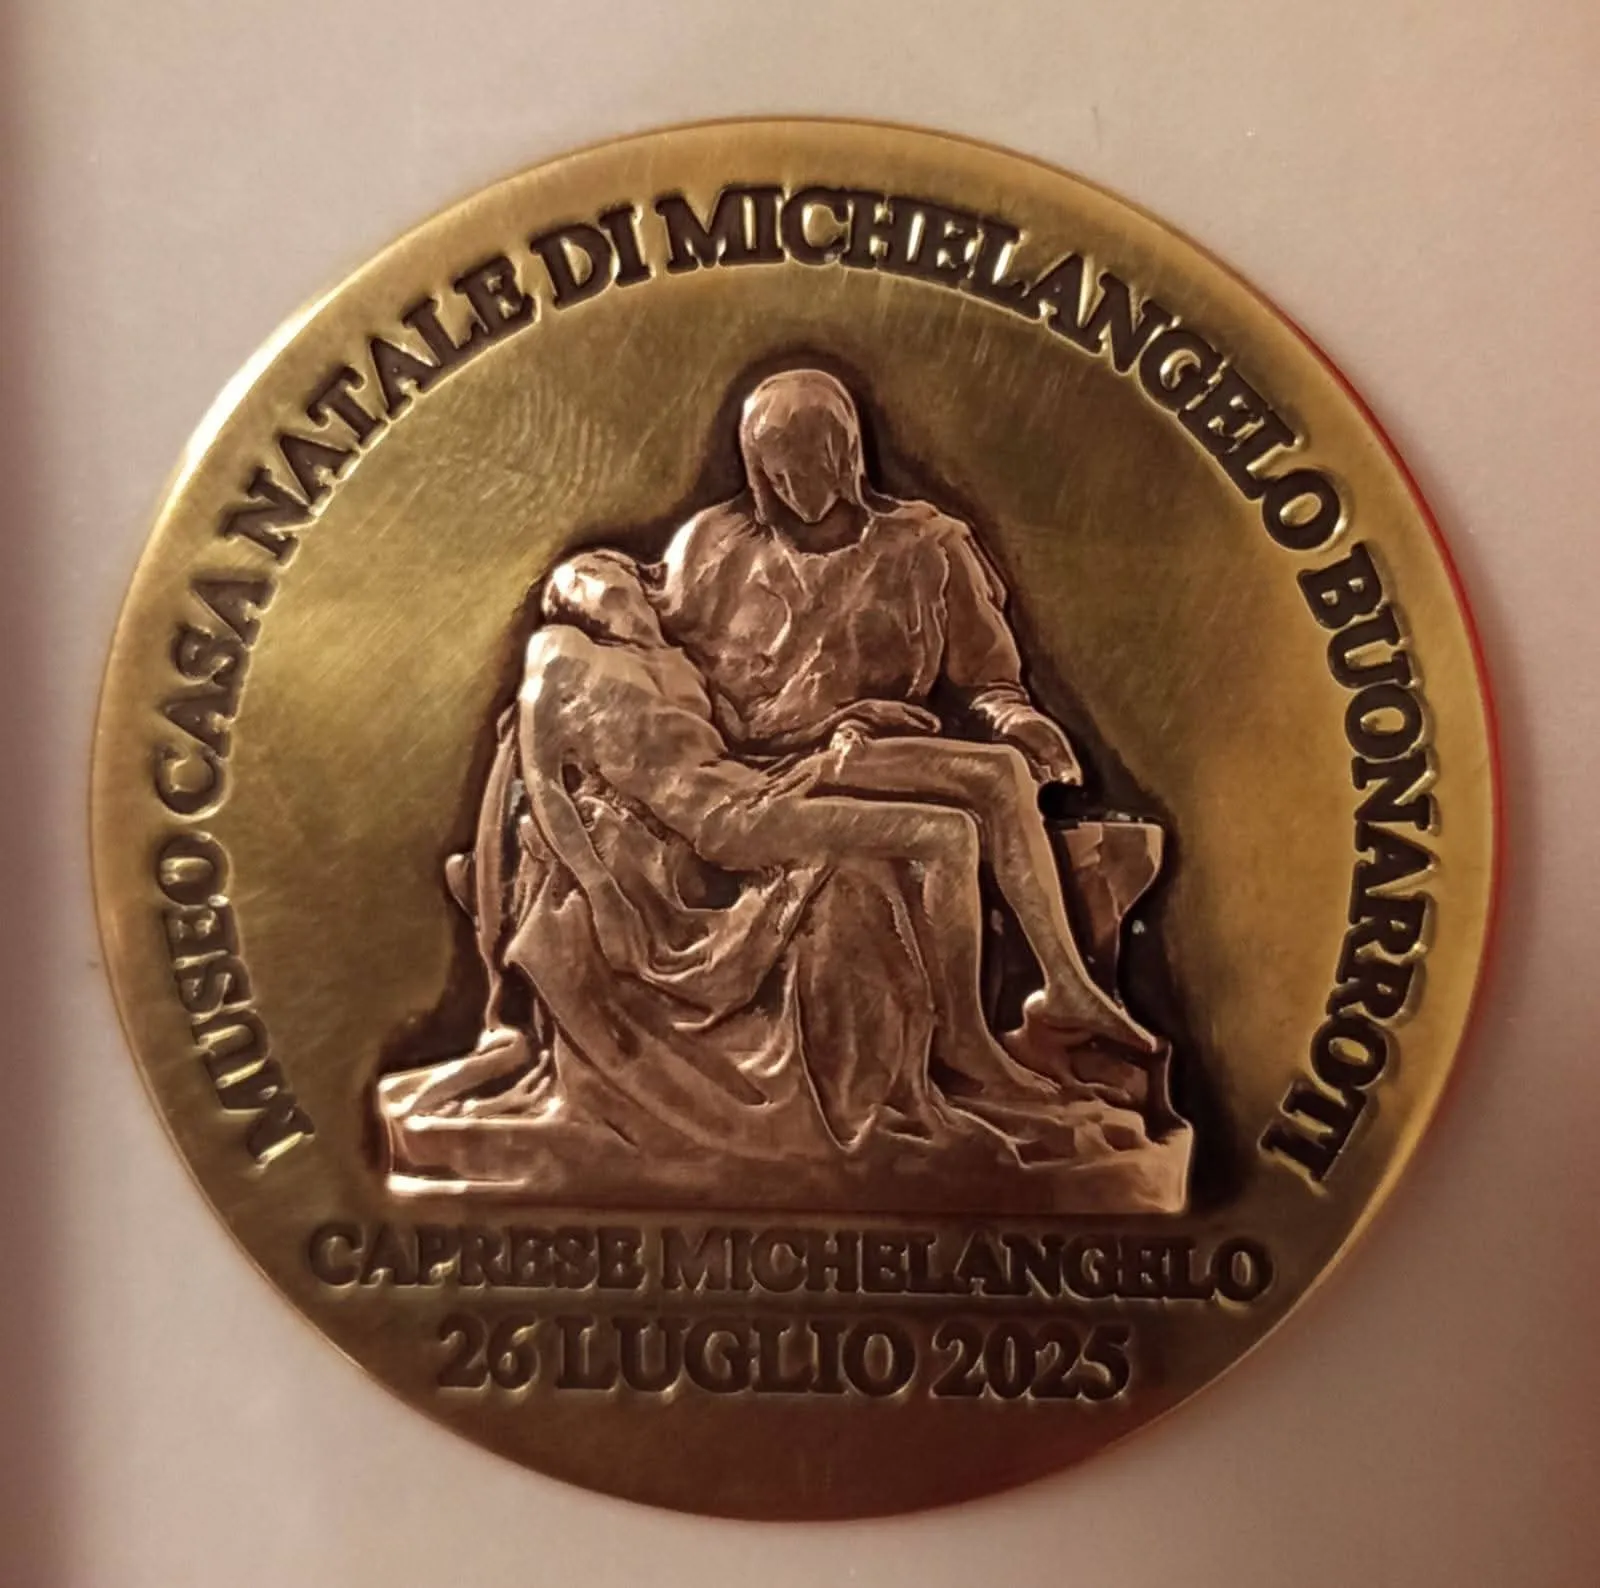 MUSEO CASA NATALE DI MICHELANGELO BUONARROTI
CAPRESE MICHELANGELO
26 LUGLIO 2025